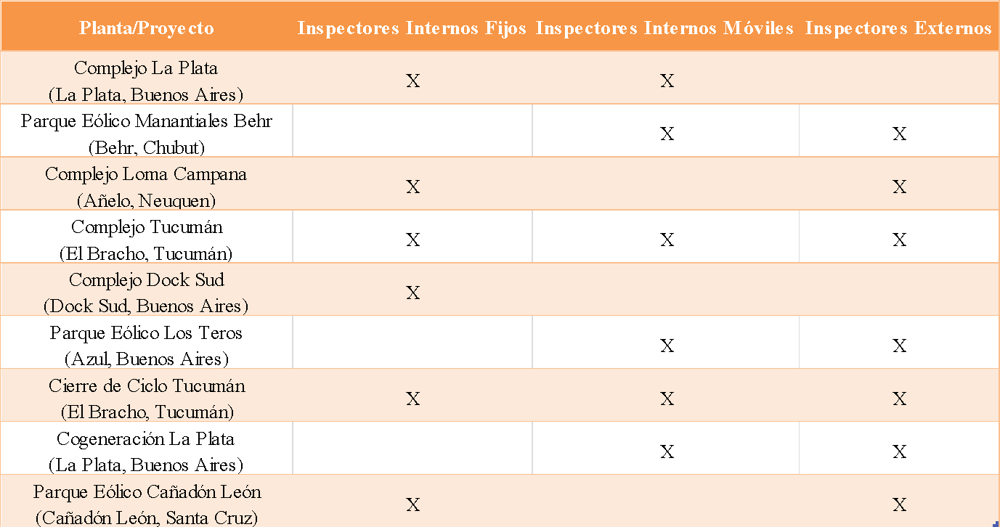 Planta/Proyecto Inspectores Internos Fijos Inspectores Internos Móviles Inspectores Externos
Complejo La Plata
(La Plata, Buenos Aires)
X X
Parque Eólico Manantiales Behr
(Behr, Chubut)
X X
Complejo Loma Campana
(Añelo, Neuquen)
X X
Complejo Tucumán
(El Bracho, Tucumán)
X X X
Complejo Dock Sud
(Dock Sud, Buenos Aires)
X
Parque Eólico Los Teros
(Azul, Buenos Aires)
X X
Cierre de Ciclo Tucumán
(El Bracho, Tucumán)
X X X
Cogeneración La Plata
(La Plata, Buenos Aires)
X X
Parque Eólico Cañadón León
(Cañadón León, Santa Cruz)
X X